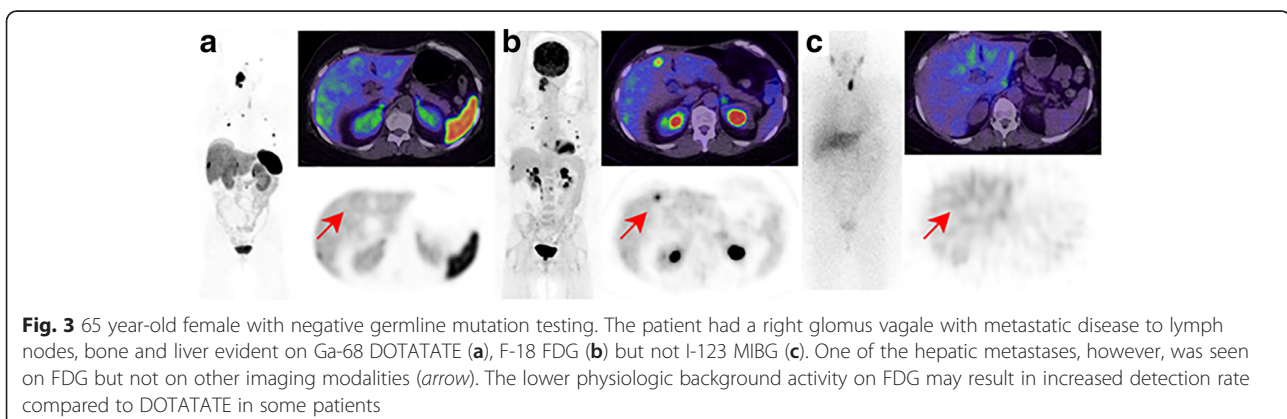 a b c
Fig. 3 65 year-old female with negative germline mutation testing. The patient had a right glomus vagale with metastatic disease to lymph
nodes, bone and liver evident on Ga-68 DOTATATE (a), F-18 FDG (b) but not I-123 MIBG (c). One of the hepatic metastases, however, was seen
on FDG but not on other imaging modalities (arrow). The lower physiologic background activity on FDG may result in increased detection rate
compared to DOTATATE in some patients